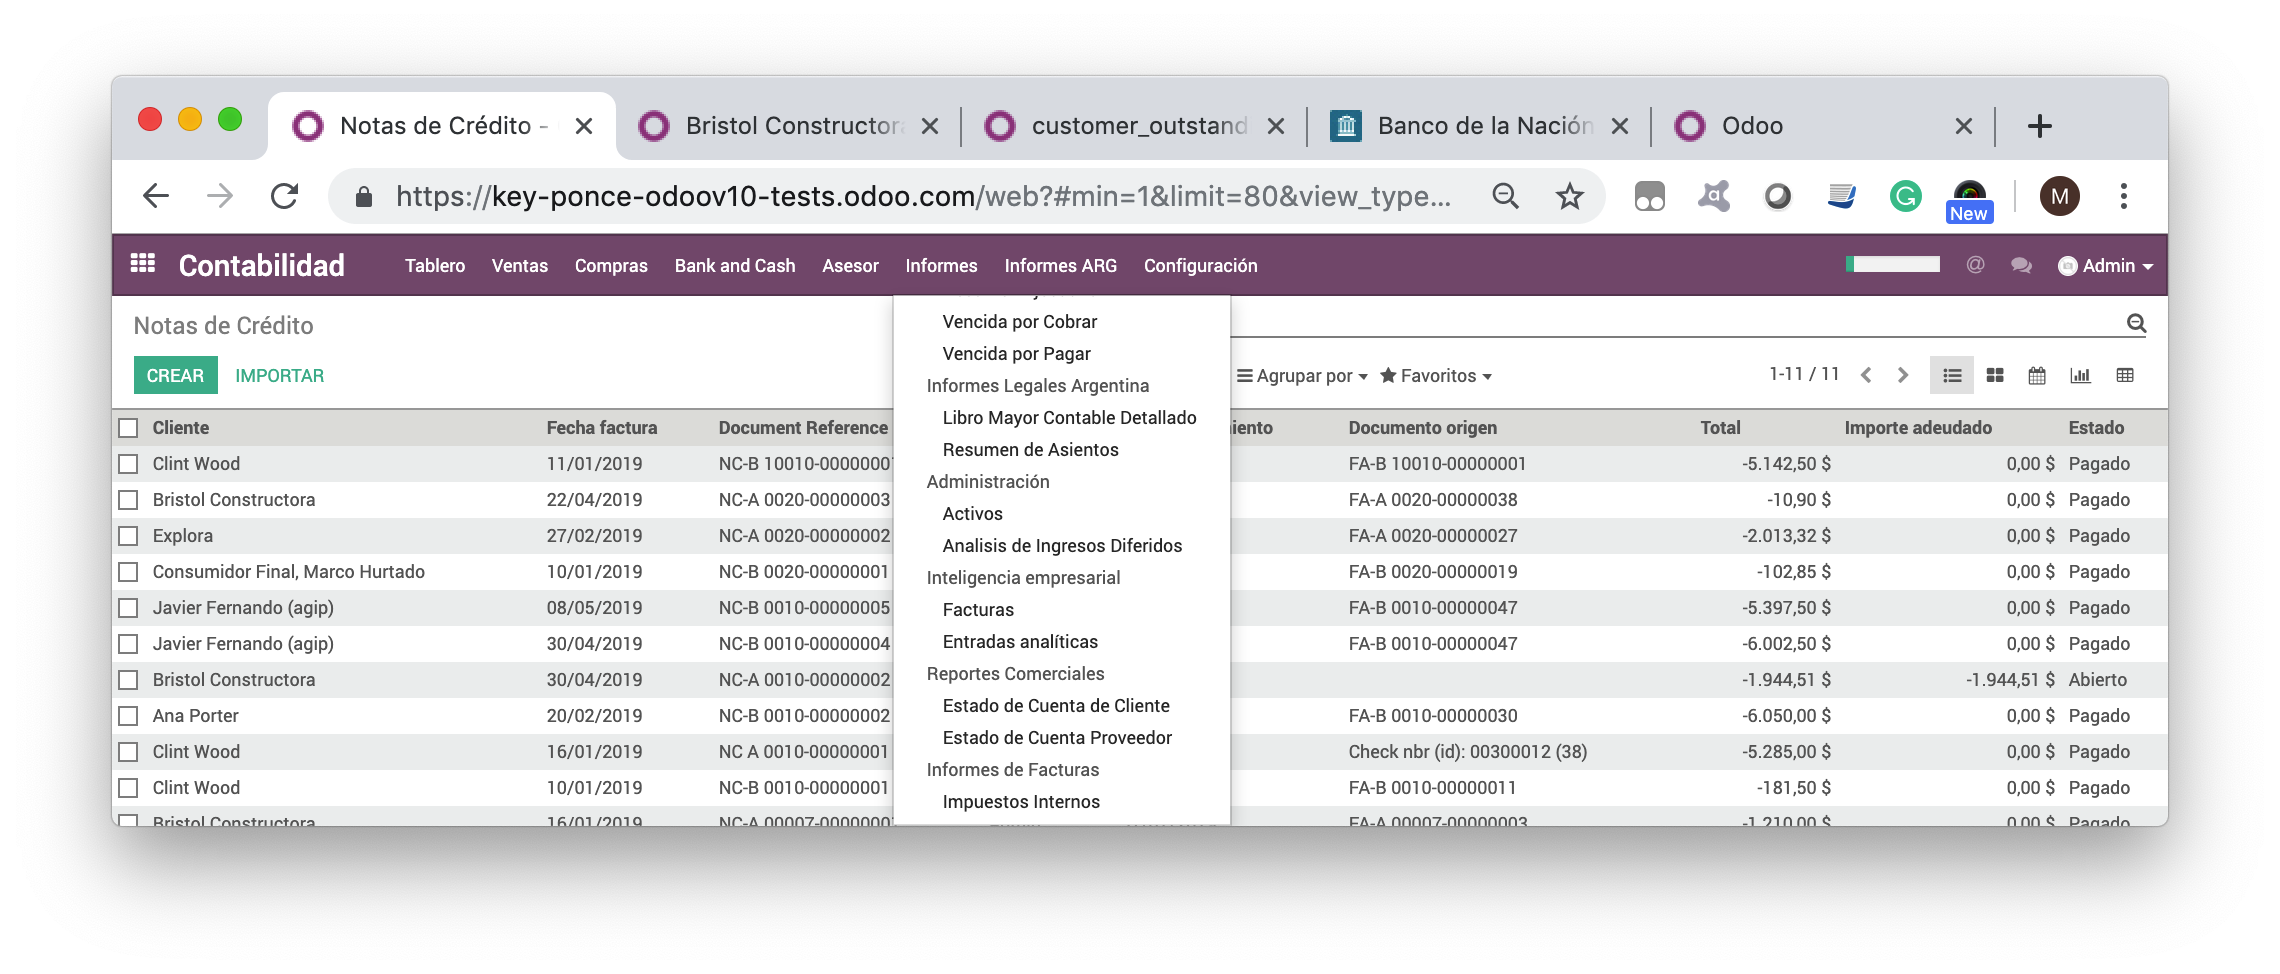 Notas de Crédito -
Bristol Constructora
customer_outstand
Banco de la Nación
Odoo
https://key-ponce-odoov10-tests.odoo.com/web?#min=1&limit=80&view_type...
New
M
Contabilidad Tablero Ventas Compras Bank and Cash Asesor Informes Informes ARG Configuración @ Admin
Notas de Crédito
CREAR IMPORTAR
Agrupar por Favoritos 1-11 / 11
Vencida por Cobrar
Vencida por Pagar
Informes Legales Argentina
Libro Mayor Contable Detallado
Resumen de Asientos
Administración
Activos
Analisis de Ingresos Diferidos
Inteligencia empresarial
Facturas
Entradas analíticas
Reportes Comerciales
Estado de Cuenta de Cliente
Estado de Cuenta Proveedor
Informes de Facturas
Impuestos Internos
Cliente Fecha factura Document Reference Documento origen Total Importe adeudado Estado
Clint Wood 11/01/2019 NC-B 10010-00000001 FA-B 10010-00000001 -5.142,50 $ 0,00 $ Pagado
Bristol Constructora 22/04/2019 NC-A 0020-00000003 FA-A 0020-00000038 -10,90 $ 0,00 $ Pagado
Explora 27/02/2019 NC-A 0020-00000002 FA-A 0020-00000027 -2.013,32 $ 0,00 $ Pagado
Consumidor Final, Marco Hurtado 10/01/2019 NC-B 0020-00000001 FA-B 0020-00000019 -102,85 $ 0,00 $ Pagado
Javier Fernando (agip) 08/05/2019 NC-B 0010-00000005 FA-B 0010-00000047 -5.397,50 $ 0,00 $ Pagado
Javier Fernando (agip) 30/04/2019 NC-B 0010-00000004 FA-B 0010-00000047 -6.002,50 $ 0,00 $ Pagado
Bristol Constructora 30/04/2019 NC-A 0010-00000002 -1.944,51 $ -1.944,51 $ Abierto
Ana Porter 20/02/2019 NC-B 0010-00000002 FA-B 0010-00000030 -6.050,00 $ 0,00 $ Pagado
Clint Wood 16/01/2019 NC A 0010-00000001 Check nbr (id): 00300012 (38) -5.285,00 $ 0,00 $ Pagado
Clint Wood 10/01/2019 NC-B 0010-00000001 FA-B 0010-00000011 -181,50 $ 0,00 $ Pagado
Bristol Constructora 16/01/2019 NC-A 00007-0000000 FA-A 00007-00000003 -1.210,00 $ 0,00 $ Pagado